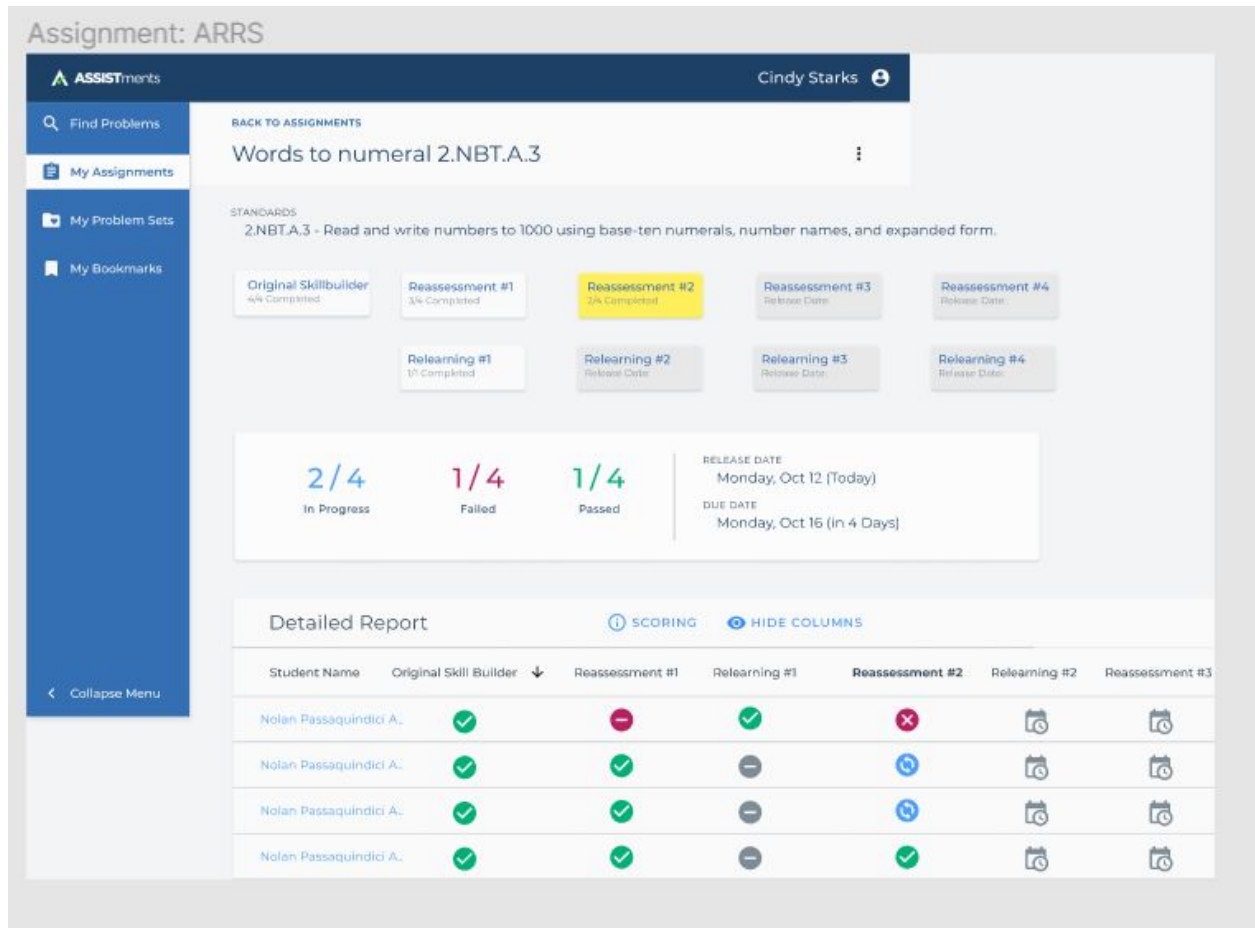 Assignment: ARRS
ASSISTments
Cindy Starks
Find Problems
My Assignments
My Problem Sets
My Bookmarks
Collapse Menu
BACK TO ASSIGNMENTS
Words to numeral 2.NBT.A.3
STANDARDS
2.NBT.A.3 - Read and write numbers to 1000 using base-ten numerals, number names, and expanded form.
Original Skillbuilder
4/4 Completed
Reassessment #1
3/4 Completed
Reassessment #2
2/4 Completed
Reassessment #3
Release Date:
Reassessment #4
Release Date:
Relearning #1
1/1 Completed
Relearning #2
Release Date:
Relearning #3
Release Date:
Relearning #4
Release Date:
2/4
In Progress
1/4
Failed
1/4
Passed
RELEASE DATE
Monday, Oct 12 (Today)
DUE DATE
Monday, Oct 16 (in 4 Days)
Detailed Report
SCORING
HIDE COLUMNS
Student Name Original Skill Builder Reassessment #1 Relearning #1 Reassessment #2 Relearning #2 Reassessment #3
Nolan Passaquindici A..
Nolan Passaquindici A..
Nolan Passaquindici A..
Nolan Passaquindici A..